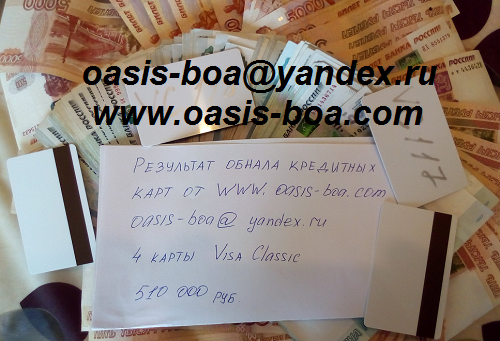 oasis-boa@yandex.ru
www.oasis-boa.com
РЕЗУЛЬТАТ ОБНАЛА КРЕДИТНЫХ
КАРТ ОТ WWW. OASIS-BOA.COM
OASIS-BOA@ YANDEX.RU
4 КАРТЫ VISA CLASSIC
510 000 РУБ.